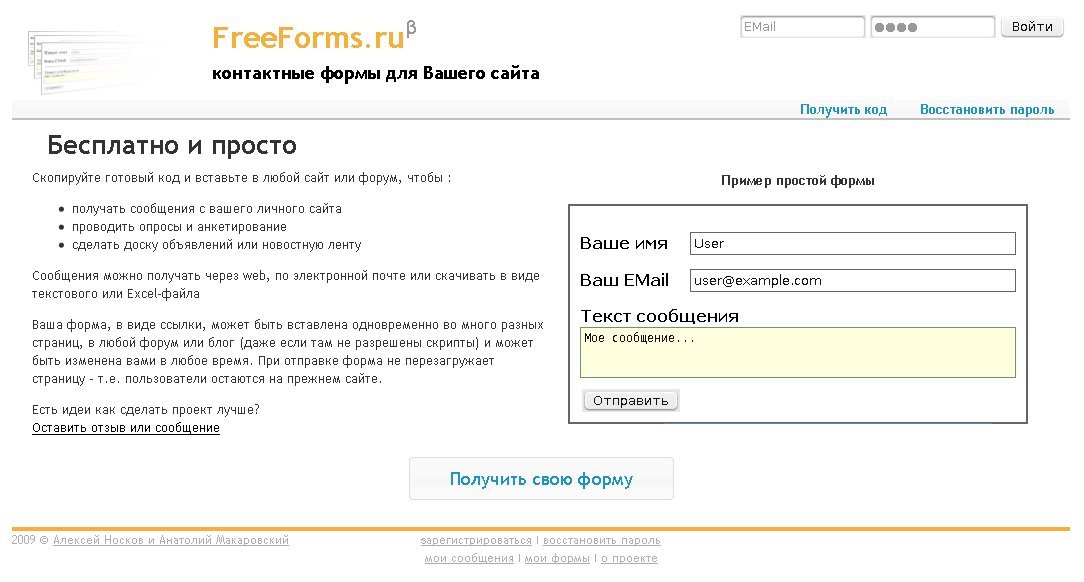 FreeForms.ruβ
контактные формы для Вашего сайта
EMail
Войти
Получить код
Восстановить пароль
Бесплатно и просто
Скопируйте готовый код и вставьте в любой сайт или форум, чтобы :
получать сообщения с вашего личного сайта
проводить опросы и анкетирование
сделать доску объявлений или новостную ленту
Сообщения можно получать через web, по электронной почте или скачивать в виде
текстового или Excel-файла
Ваша форма, в виде ссылки, может быть вставлена одновременно во много разных
страниц, в любой форум или блог (даже если там не разрешены скрипты) и может
быть изменена вами в любое время. При отправке форма не перезагружает
страницу - т.е. пользователи остаются на прежнем сайте.
Есть идеи как сделать проект лучше?
Оставить отзыв или сообщение
Пример простой формы
Ваше имя User
Ваш EMail user@example.com
Текст сообщения
Мое сообщение...
Отправить
Получить свою форму
2009 © Алексей Носков и Анатолий Макаровский
зарегистрироваться | восстановить пароль
мои сообщения | мои формы | о проекте